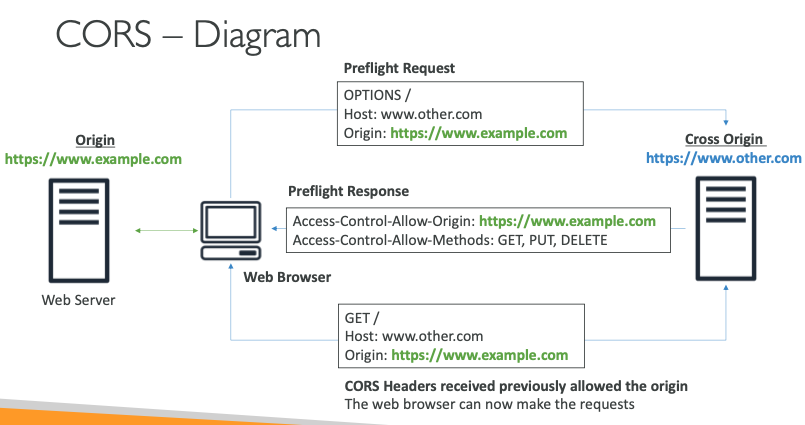 CORS – Diagram
Preflight Request
OPTIONS /
Host: www.other.com
Origin: https://www.example.com
Origin
https://www.example.com
Cross Origin
https://www.other.com
Preflight Response
Access-Control-Allow-Origin: https://www.example.com
Access-Control-Allow-Methods: GET, PUT, DELETE
Web Browser
Web Server
GET /
Host: www.other.com
Origin: https://www.example.com
CORS Headers received previously allowed the origin
The web browser can now make the requests